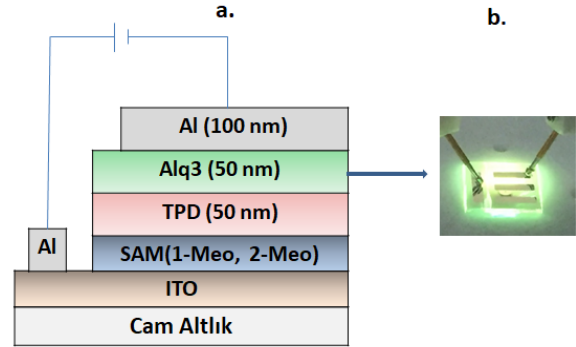 a.
b.
Al (100 nm)
Alq3 (50 nm)
TPD (50 nm)
Al
SAM(1-Meo, 2-Meo)
ITO
Cam Altlık